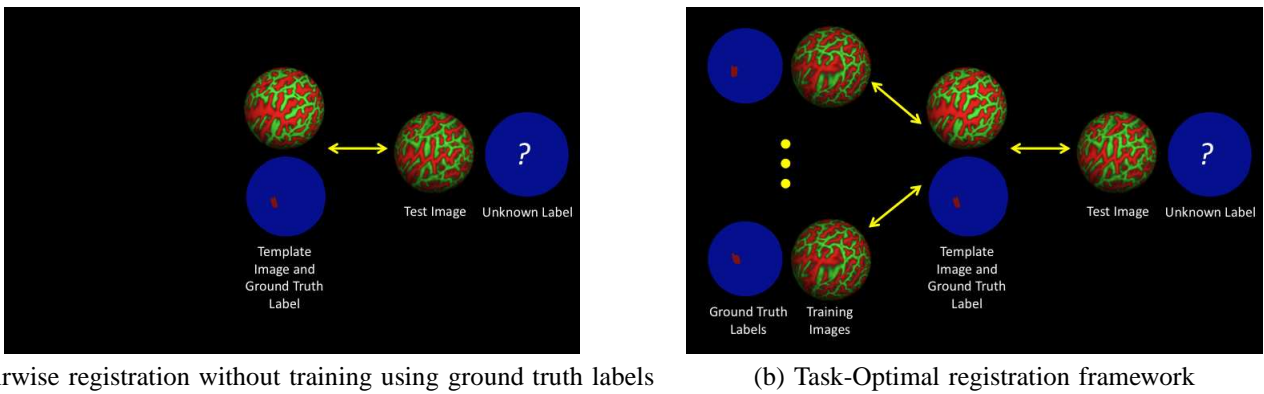 ?
Test Image
Unknown Label
Template
Image and
Ground Truth
Label
?
Test Image
Unknown Label
Template
Image and
Ground Truth
Label
Ground Truth
Labels
Training
Images
rwise registration without training using ground truth labels
(b) Task-Optimal registration framework